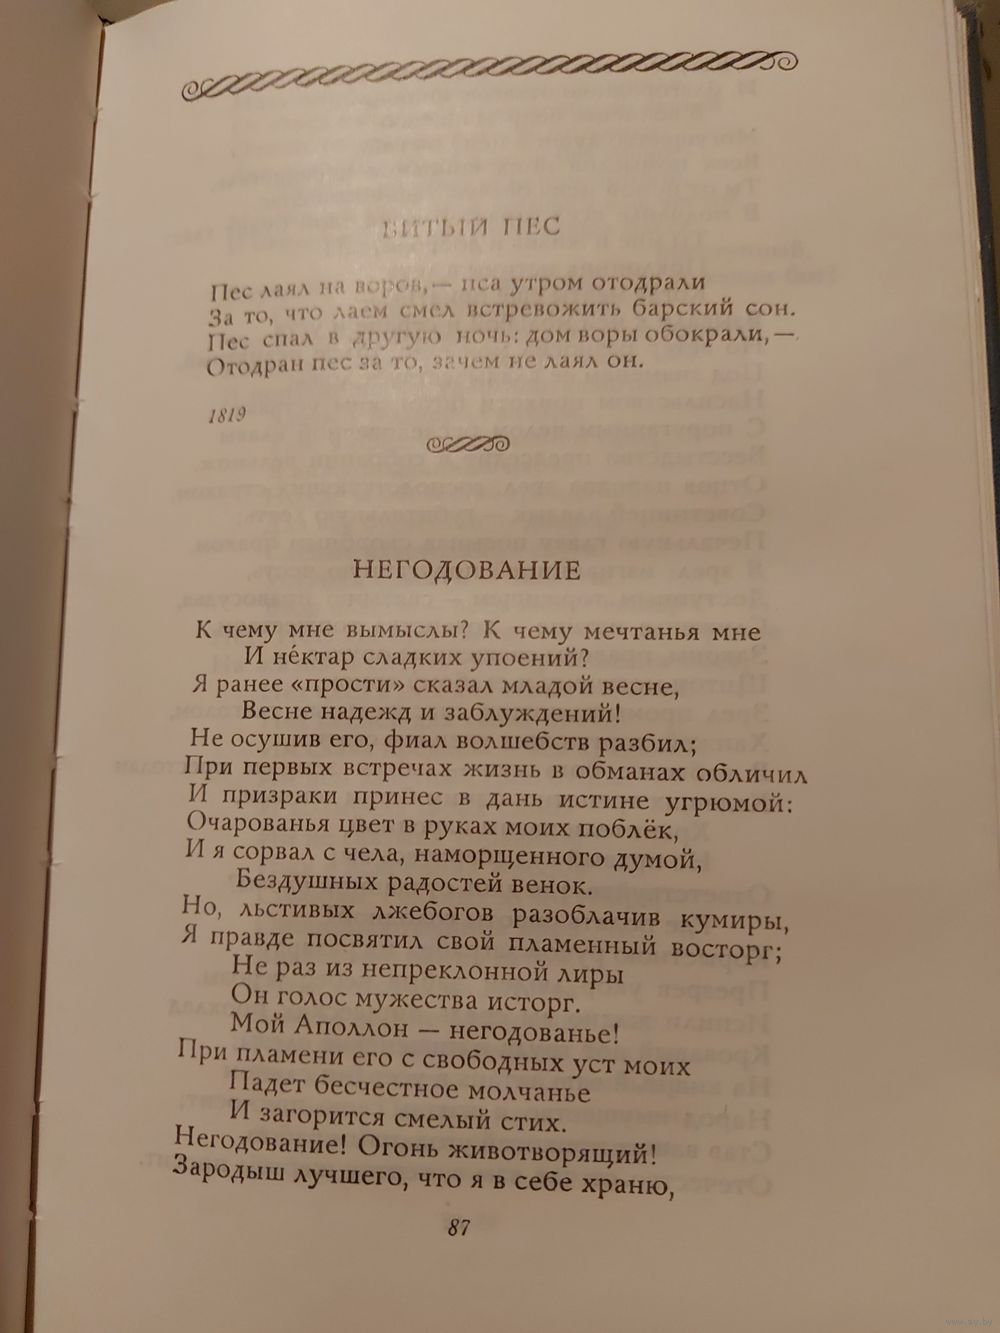 БИТЫЙ ПЕС
Пес лаял на воров,— пса утром отодрали
За то, что лаем смел встревожить барский сон.
Пес спал в другую ночь: дом воры обокрали,—
Отодран пес за то, зачем не лаял он.
1819
НЕГОДОВАНИЕ
К чему мне вымыслы? К чему мечтанья мне
И не́ктар сладких упоений?
Я ранее «прости» сказал младой весне,
Весне надежд и заблуждений!
Не осушив его, фиал волшебств разбил;
При первых встречах жизнь в обманах обличил
И призраки принес в дань истине угрюмой:
Очарованья цвет в руках моих поблёк,
И я сорвал с чела, наморщенного думой,
Бездушных радостей венок.
Но, льстивых лжебогов разоблачив кумиры,
Я правде посвятил свой пламенный восторг;
Не раз из непреклонной лиры
Он голос мужества исторг.
Мой Аполлон — негодованье!
При пламени его с свободных уст моих
Падет бесчестное молчанье
И загорится смелый стих.
Негодование! Огонь животворящий!
Зародыш лучшего, что я в себе храню,
87
www.ay.by